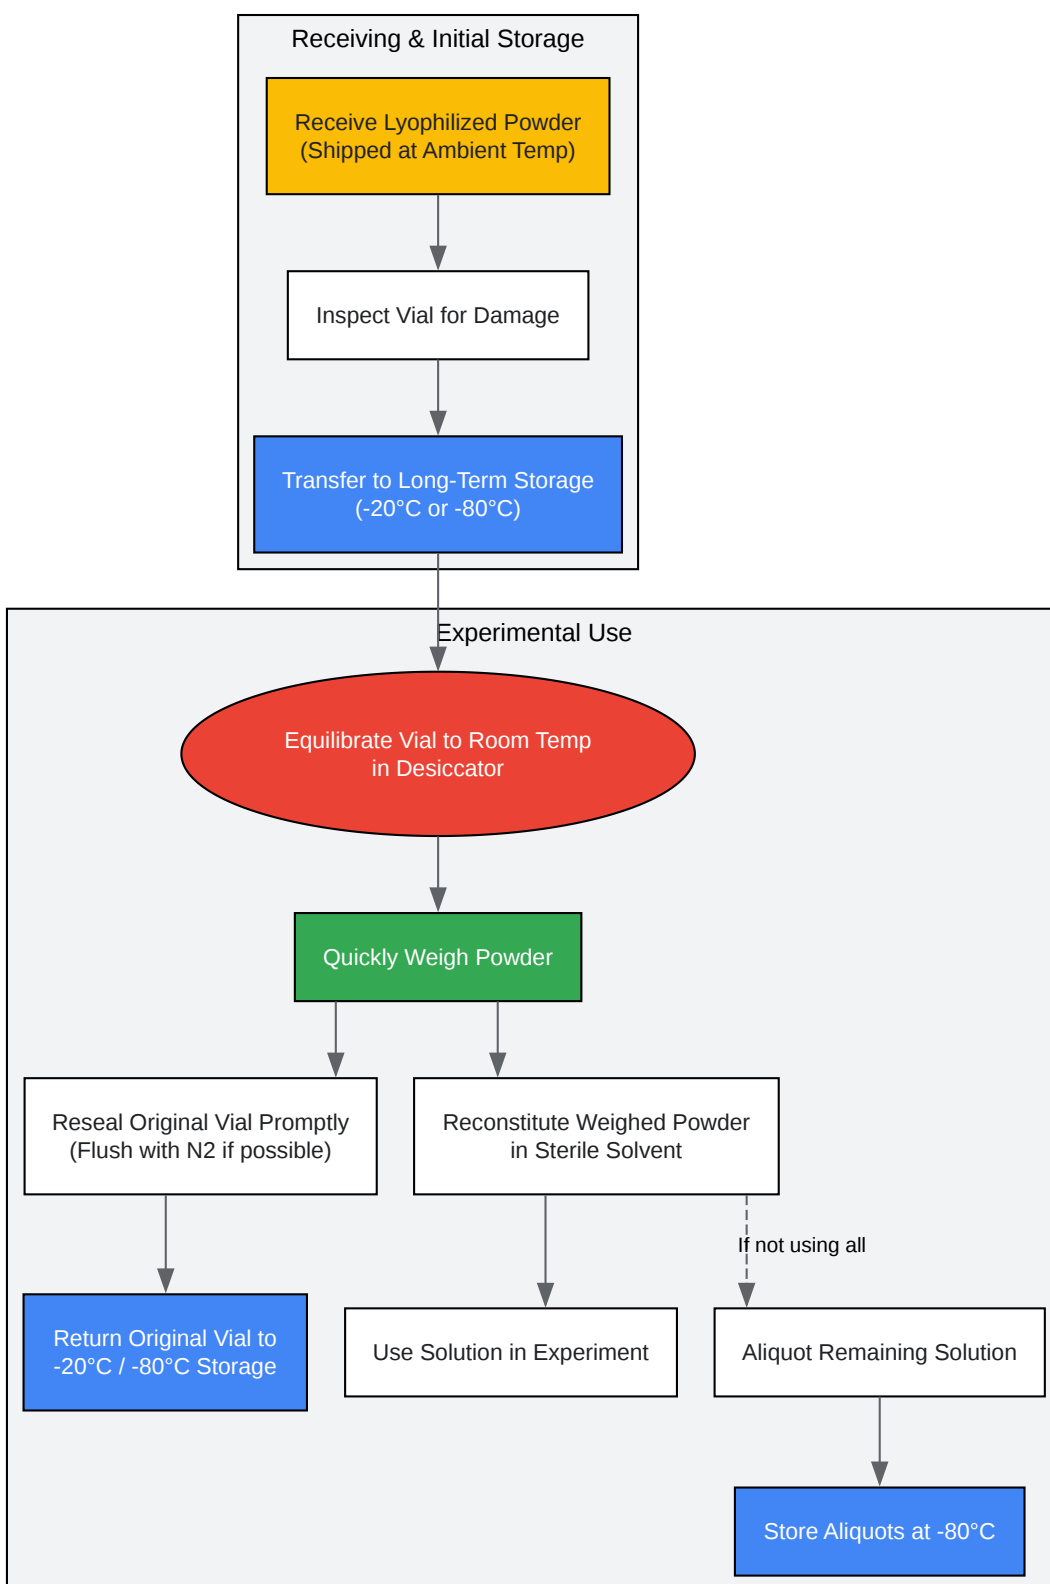 Receiving & Initial Storage
Receive Lyophilized Powder
(Shipped at Ambient Temp)
Inspect Vial for Damage
Transfer to Long-Term Storage
(-20°C or -80°C)
Experimental Use
Equilibrate Vial to Room Temp
in Desiccator
Quickly Weigh Powder
Reseal Original Vial Promptly
(Flush with N2 if possible)
Reconstitute Weighed Powder
in Sterile Solvent
If not using all
Return Original Vial to
-20°C / -80°C Storage
Use Solution in Experiment
Aliquot Remaining Solution
Store Aliquots at -80°C